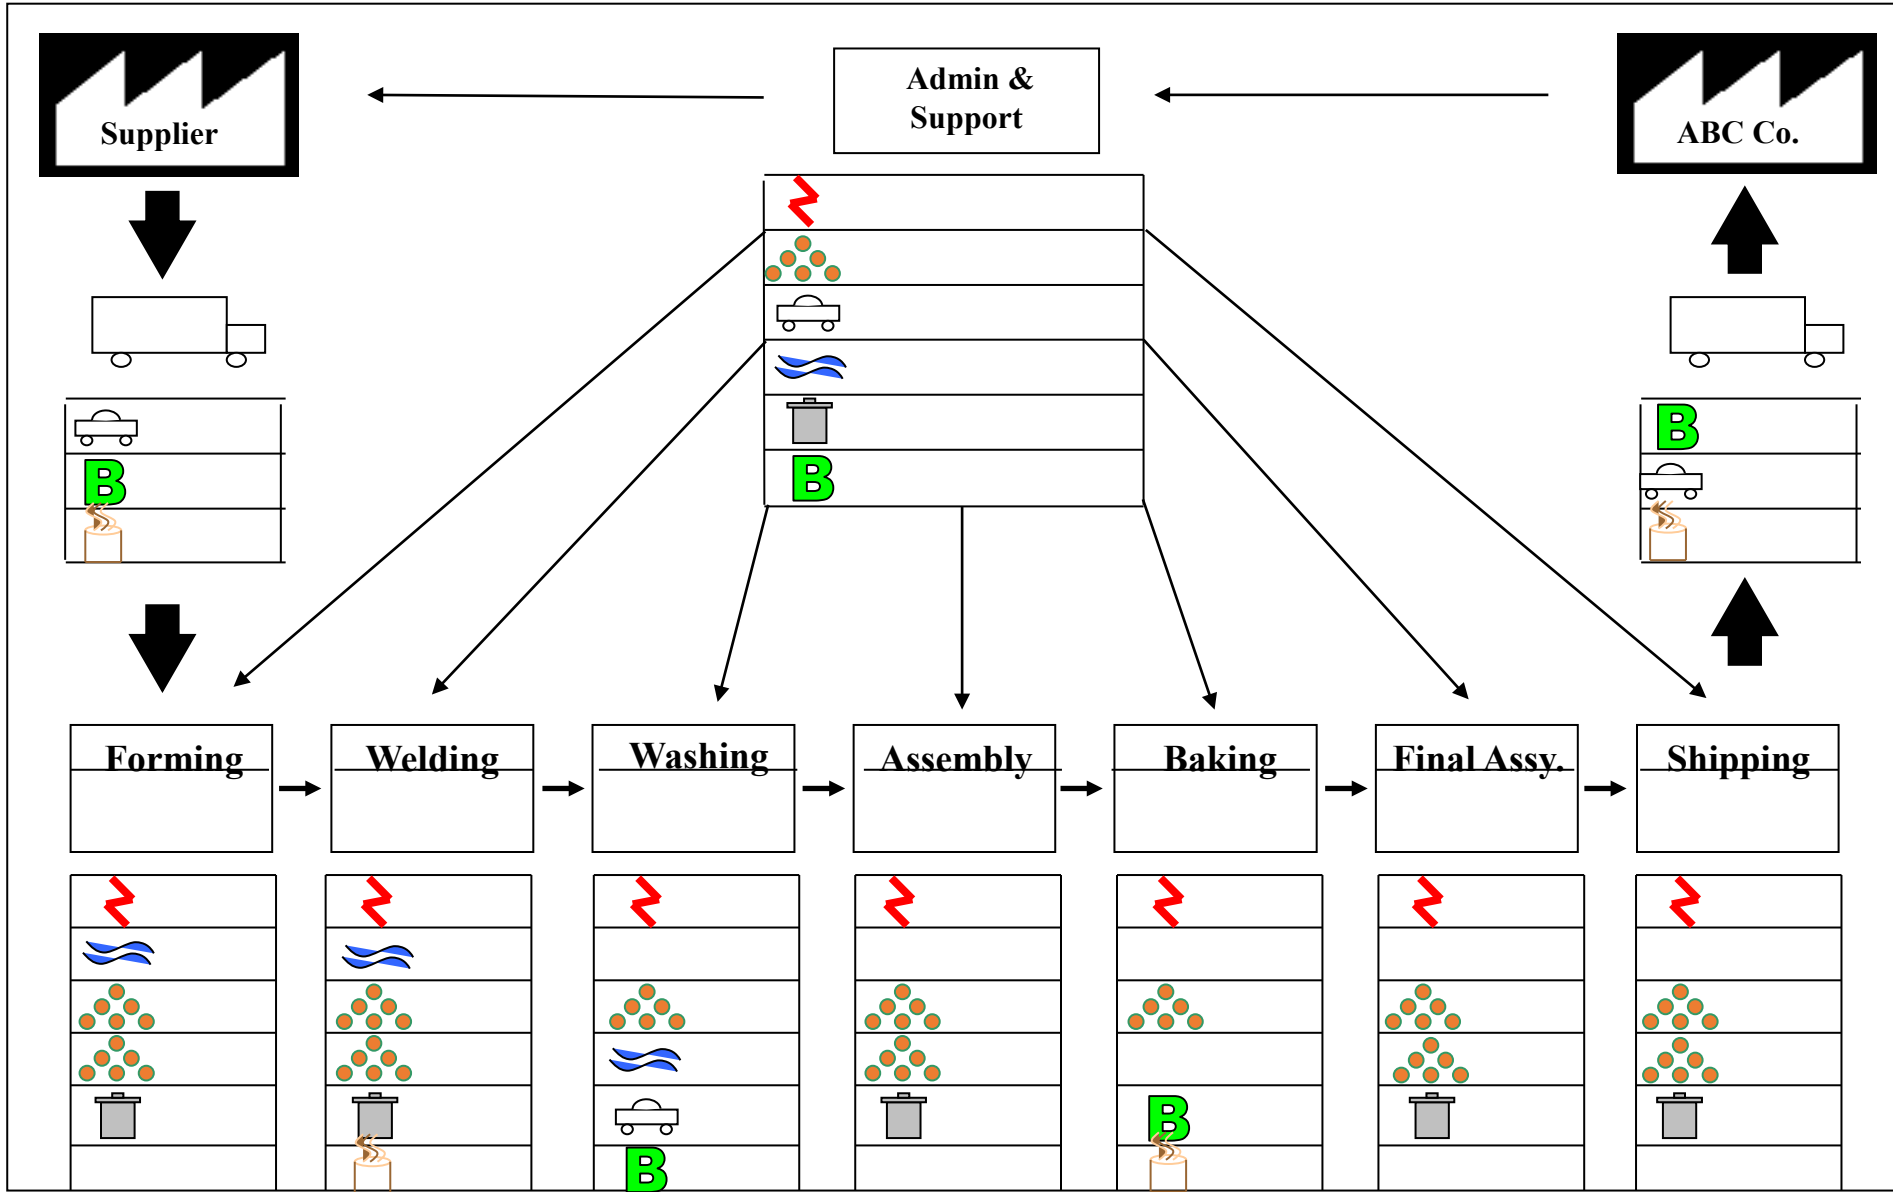 Supplier
Admin &
Support
ABC Co.
B
B
B
Forming
Welding
Washing
Assembly
Baking
Final Assy.
Shipping
B
B